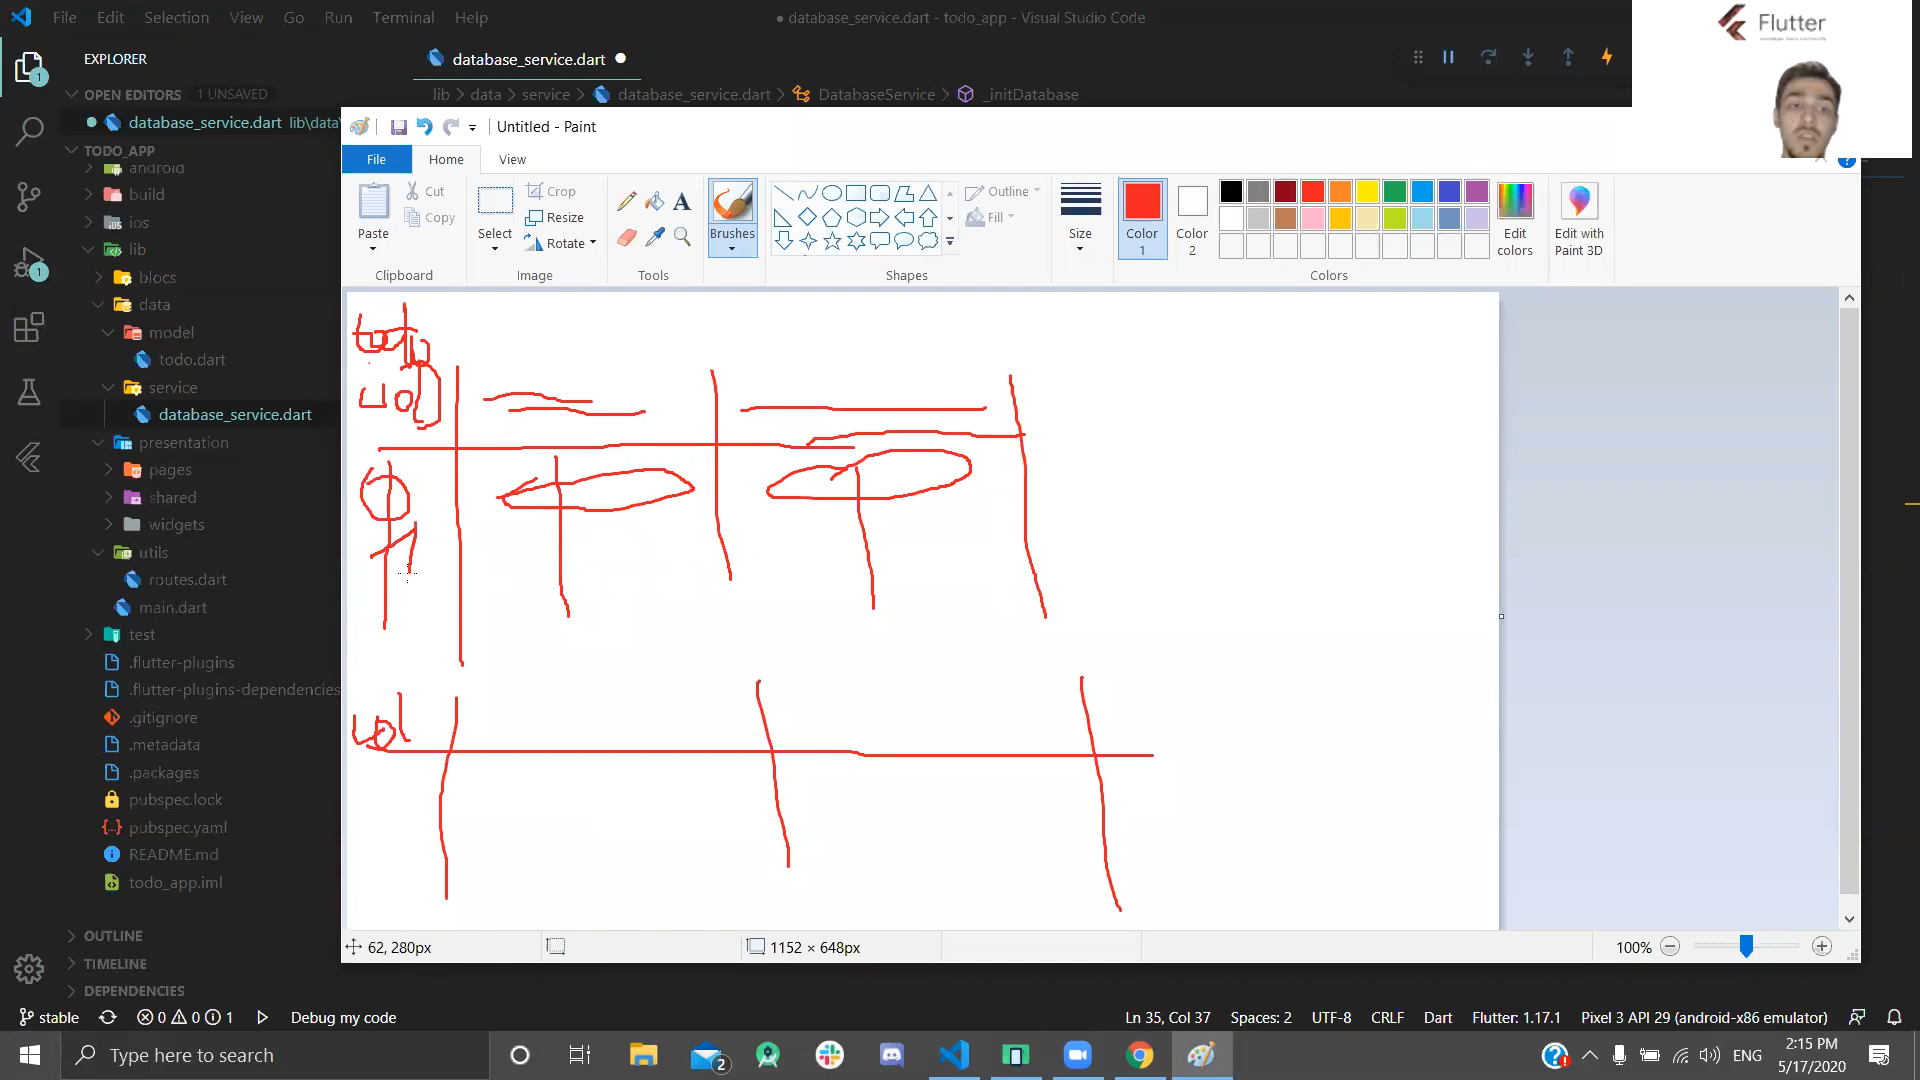 File Edit Selection View Go Run Terminal Help
● database_service.dart - todo_app - Visual Studio Code
Flutter
EXPLORER
database_service.dart
OPEN EDITORS 1 UNSAVED
lib > data > service > database_service.dart > DatabaseService > _initDatabase
database_service.dart lib\data\
TODO_APP
android
build
ios
lib
blocs
data
model
todo.dart
service
database_service.dart
presentation
pages
shared
widgets
utils
routes.dart
main.dart
test
.flutter-plugins
.flutter-plugins-dependencies
.gitignore
.metadata
.packages
pubspec.lock
pubspec.yaml
README.md
todo_app.iml
OUTLINE
TIMELINE
DEPENDENCIES
Untitled - Paint
File Home View
Paste
Cut
Copy
Clipboard
Select
Crop
Resize
Rotate
Image
Tools
Brushes
Outline
Fill
Shapes
Size
Color 1
Color 2
Edit colors
Edit with Paint 3D
Colors
todo
62, 280px
1152 × 648px
100%
stable 0 0 1 Debug my code
Ln 35, Col 37 Spaces: 2 UTF-8 CRLF Dart Flutter: 1.17.1 Pixel 3 API 29 (android-x86 emulator)
Type here to search
2
ENG
2:15 PM
5/17/2020